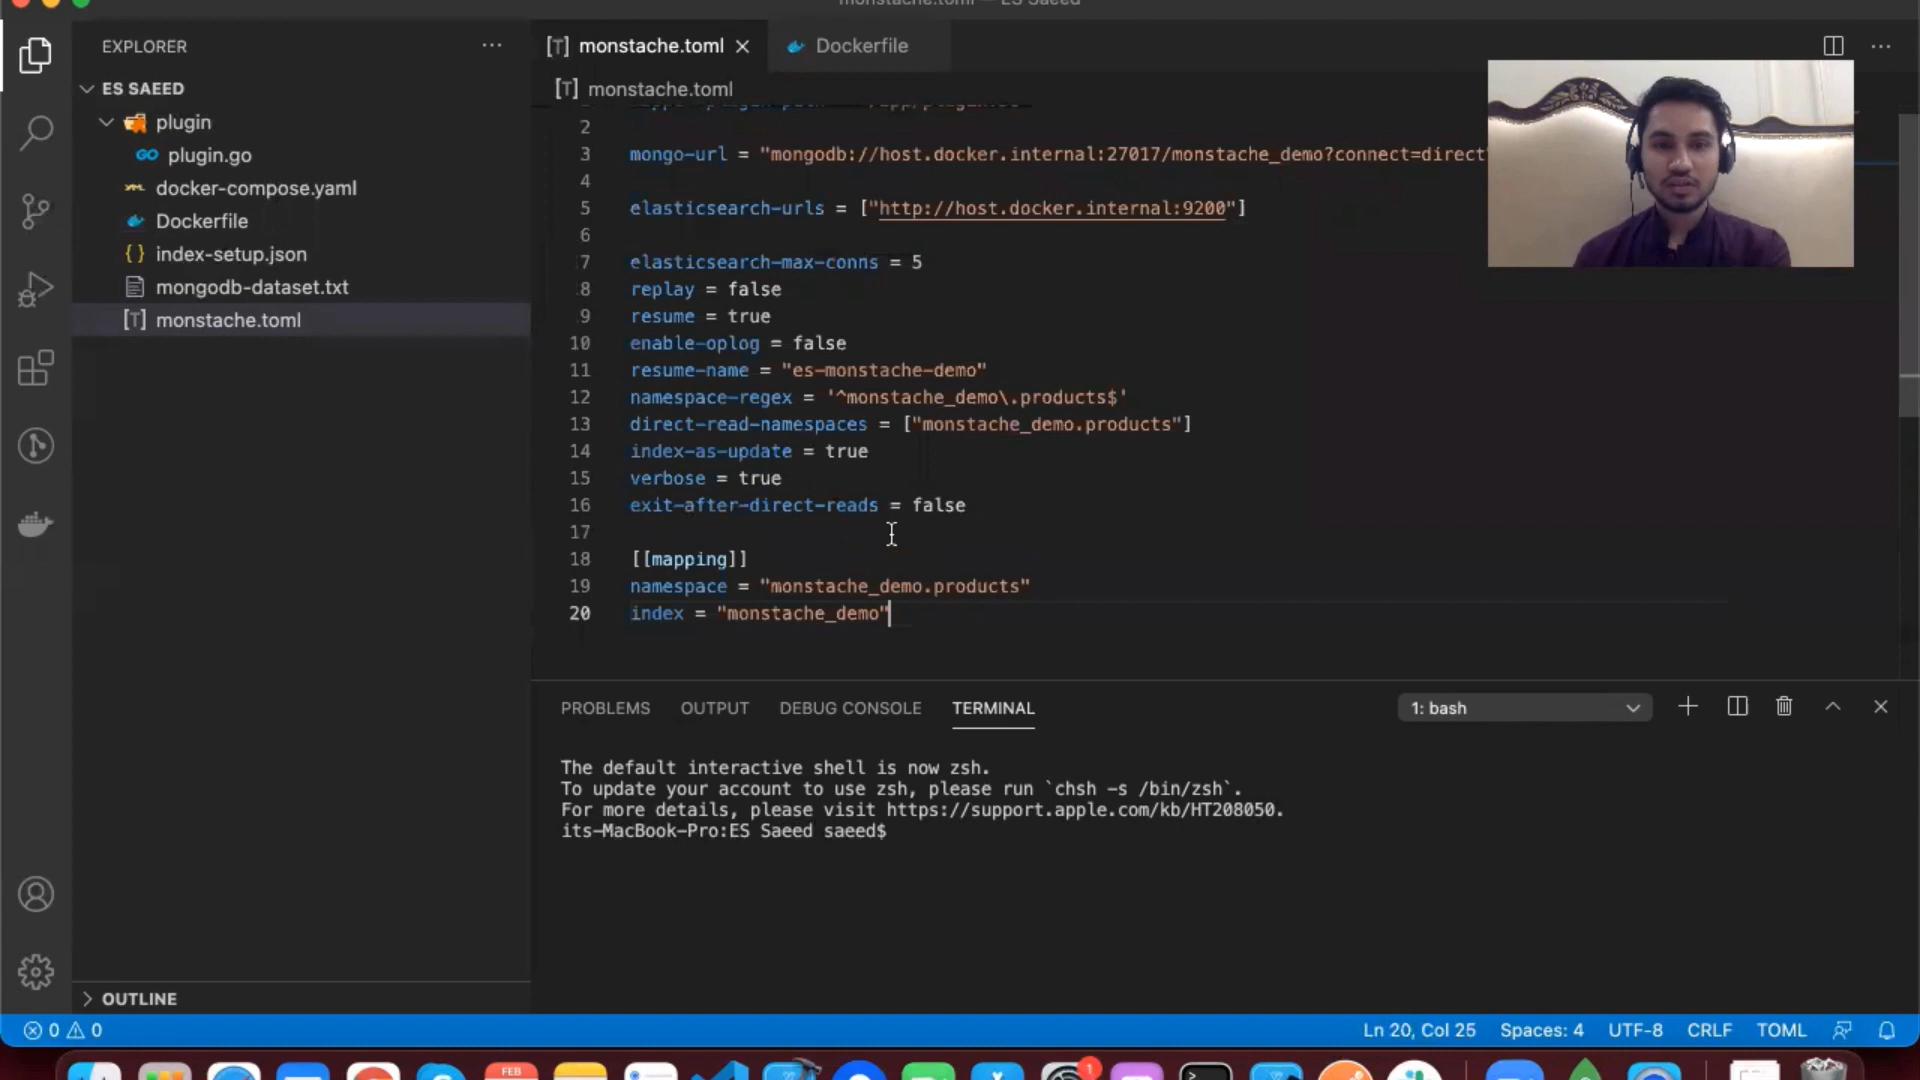 monstache.toml — ES Saeed
EXPLORER
ES SAEED
plugin
plugin.go
docker-compose.yaml
Dockerfile
index-setup.json
mongodb-dataset.txt
monstache.toml
OUTLINE
monstache.toml
Dockerfile
monstache.toml
2
3 mongo-url = "mongodb://host.docker.internal:27017/monstache_demo?connect=direct"
4
5 elasticsearch-urls = ["http://host.docker.internal:9200"]
6
7 elasticsearch-max-conns = 5
8 replay = false
9 resume = true
10 enable-oplog = false
11 resume-name = "es-monstache-demo"
12 namespace-regex = '^monstache_demo\.products$'
13 direct-read-namespaces = ["monstache_demo.products"]
14 index-as-update = true
15 verbose = true
16 exit-after-direct-reads = false
17
18 [[mapping]]
19 namespace = "monstache_demo.products"
20 index = "monstache_demo"
PROBLEMS OUTPUT DEBUG CONSOLE TERMINAL 1: bash
The default interactive shell is now zsh.
To update your account to use zsh, please run `chsh -s /bin/zsh`.
For more details, please visit https://support.apple.com/kb/HT208050.
its-MacBook-Pro:ES Saeed saeed$
0 0 Ln 20, Col 25 Spaces: 4 UTF-8 CRLF TOML
FEB 1